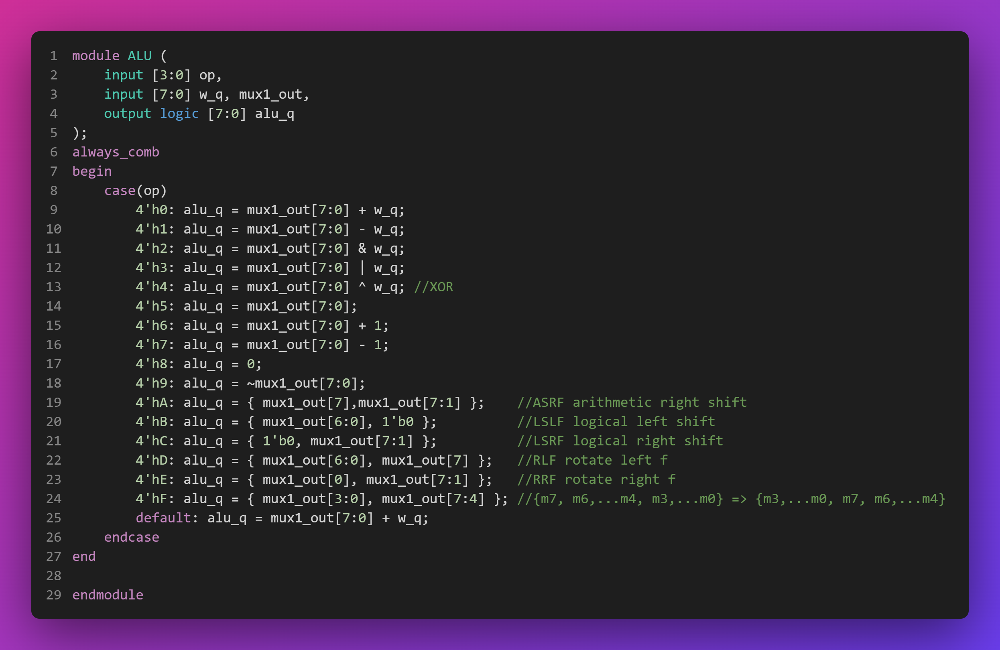 1 module ALU (
2     input [3:0] op,
3     input [7:0] w_q, mux1_out,
4     output logic [7:0] alu_q
5 );
6 always_comb
7 begin
8     case(op)
9         4'h0: alu_q = mux1_out[7:0] + w_q;
10         4'h1: alu_q = mux1_out[7:0] - w_q;
11         4'h2: alu_q = mux1_out[7:0] & w_q;
12         4'h3: alu_q = mux1_out[7:0] | w_q;
13         4'h4: alu_q = mux1_out[7:0] ^ w_q; //XOR
14         4'h5: alu_q = mux1_out[7:0];
15         4'h6: alu_q = mux1_out[7:0] + 1;
16         4'h7: alu_q = mux1_out[7:0] - 1;
17         4'h8: alu_q = 0;
18         4'h9: alu_q = ~mux1_out[7:0];
19         4'hA: alu_q = { mux1_out[7],mux1_out[7:1] };    //ASRF arithmetic right shift
20         4'hB: alu_q = { mux1_out[6:0], 1'b0 };          //LSLF logical left shift
21         4'hC: alu_q = { 1'b0, mux1_out[7:1] };          //LSRF logical right shift
22         4'hD: alu_q = { mux1_out[6:0], mux1_out[7] };   //RLF rotate left f
23         4'hE: alu_q = { mux1_out[0], mux1_out[7:1] };   //RRF rotate right f
24         4'hF: alu_q = { mux1_out[3:0], mux1_out[7:4] }; //{m7, m6,...m4, m3,...m0} => {m3,...m0, m7, m6,...m4}
25         default: alu_q = mux1_out[7:0] + w_q;
26     endcase
27 end
28
29 endmodule